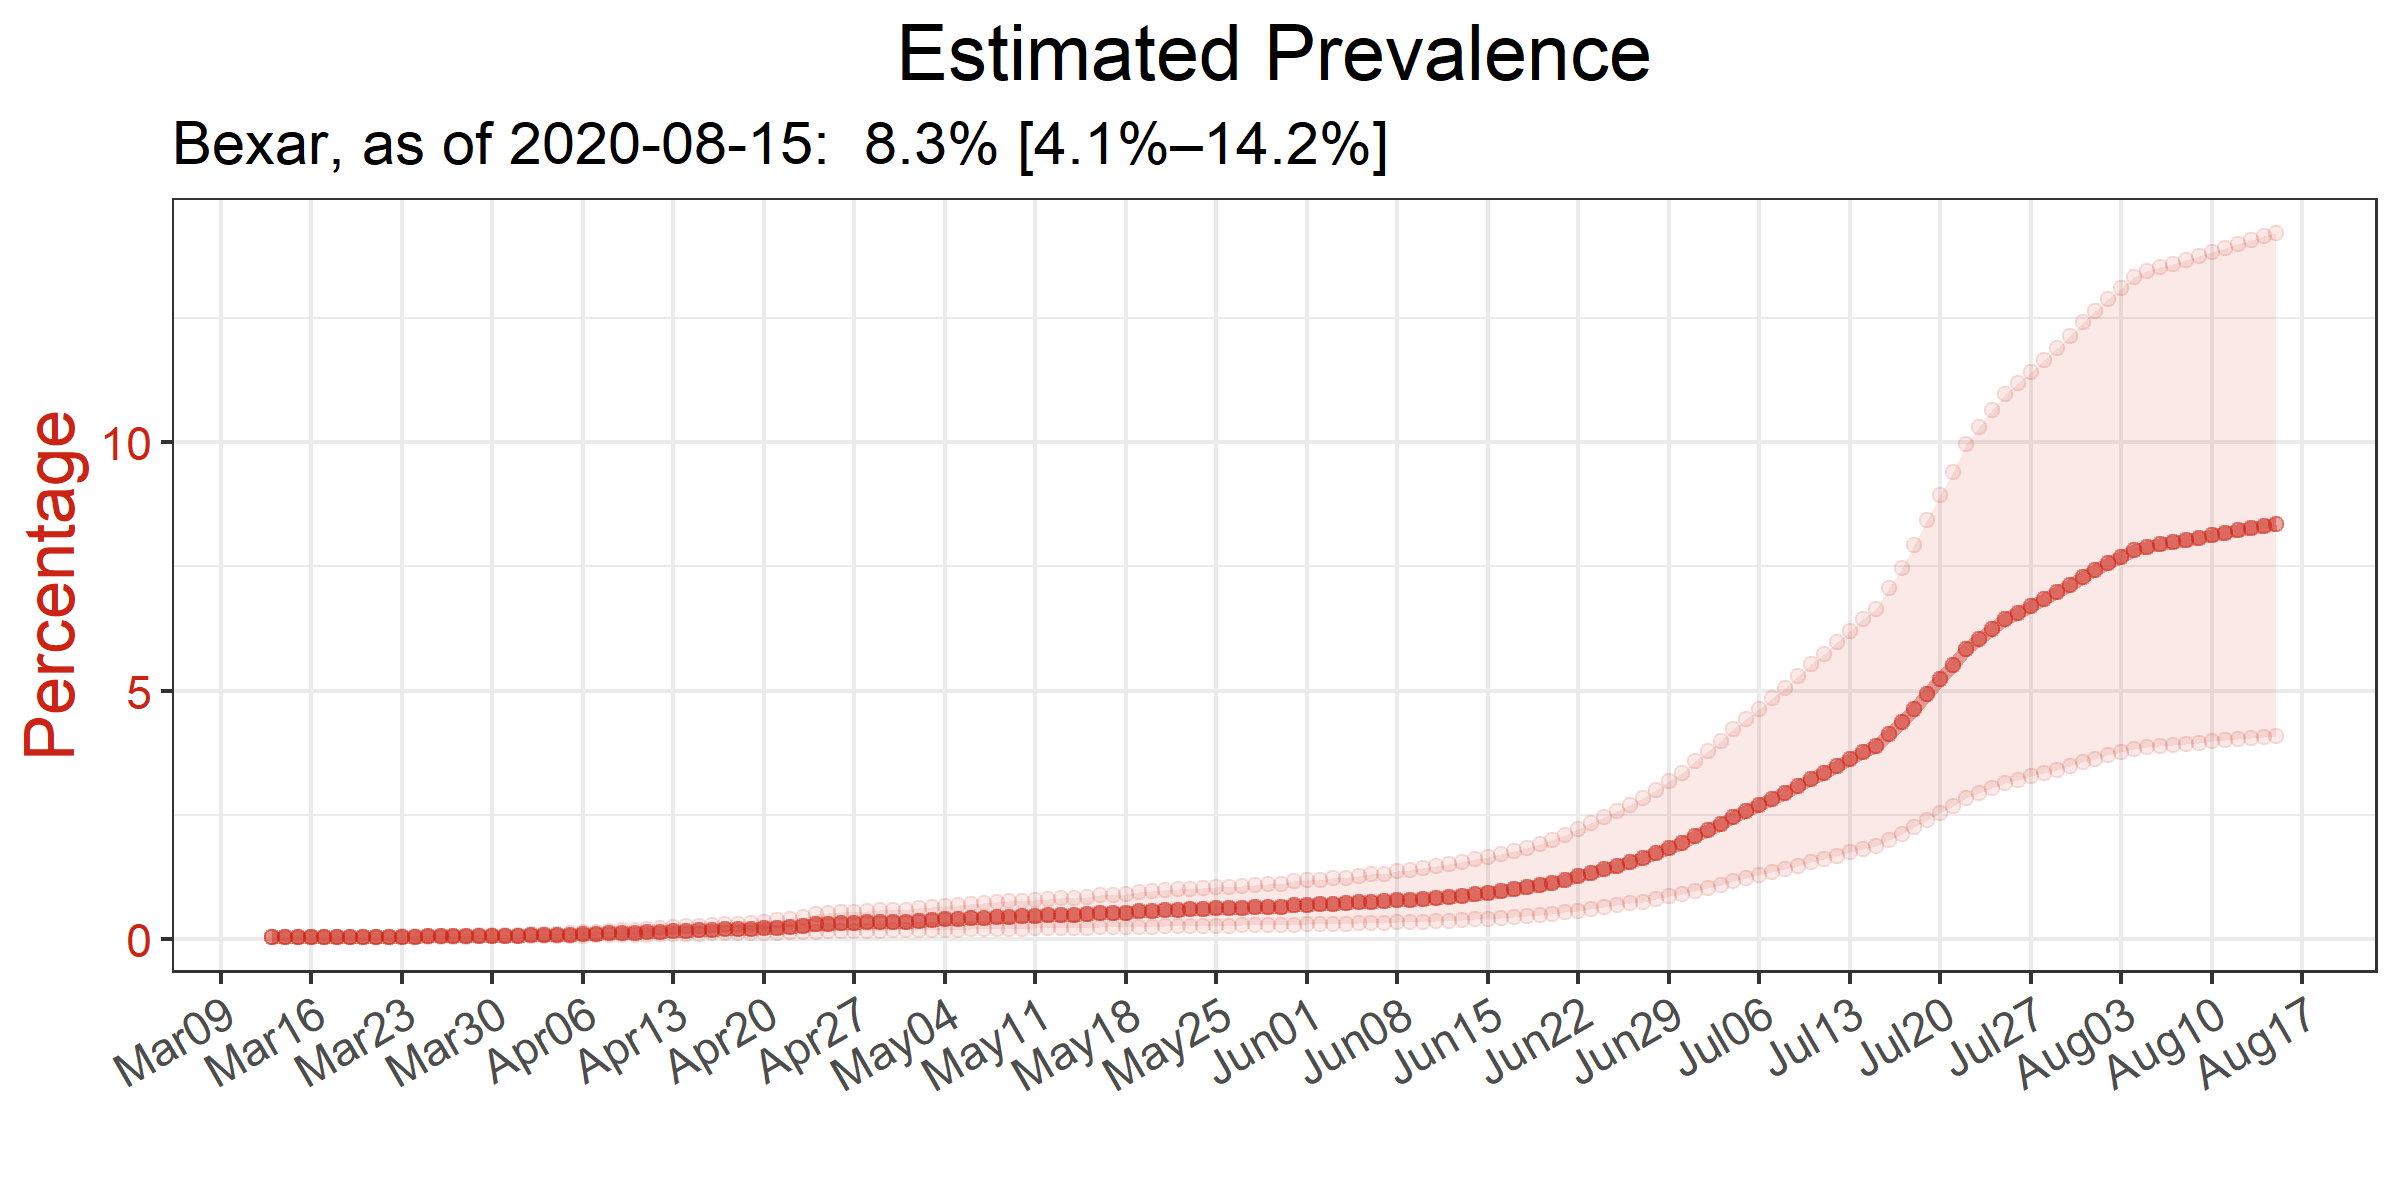 Estimated Prevalence
Bexar, as of 2020-08-15:  8.3% [4.1%–14.2%]
Percentage
10
5
0
Mar09
Mar16
Mar23
Mar30
Apr06
Apr13
Apr20
Apr27
May04
May11
May18
May25
Jun01
Jun08
Jun15
Jun22
Jun29
Jul06
Jul13
Jul20
Jul27
Aug03
Aug10
Aug17